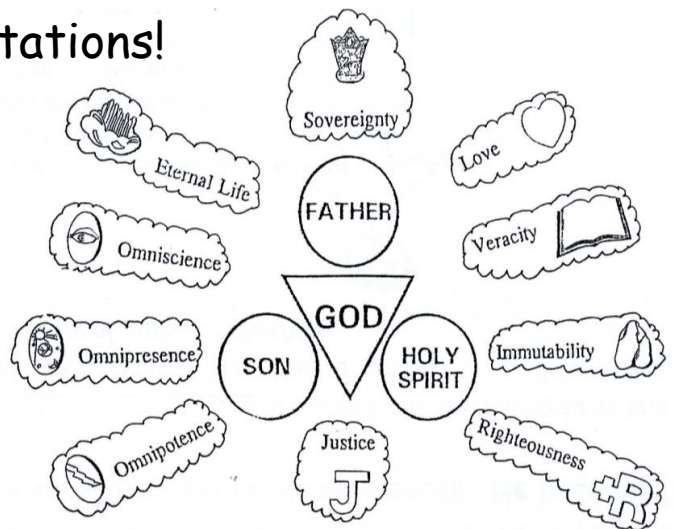 tations!
Sovereignty
Eternal Life
Love
FATHER
Omniscience
Veracity
GOD
Omnipresence
SON
HOLY
SPIRIT
Immutability
Omnipotence
Justice
J
Righteousness
+R